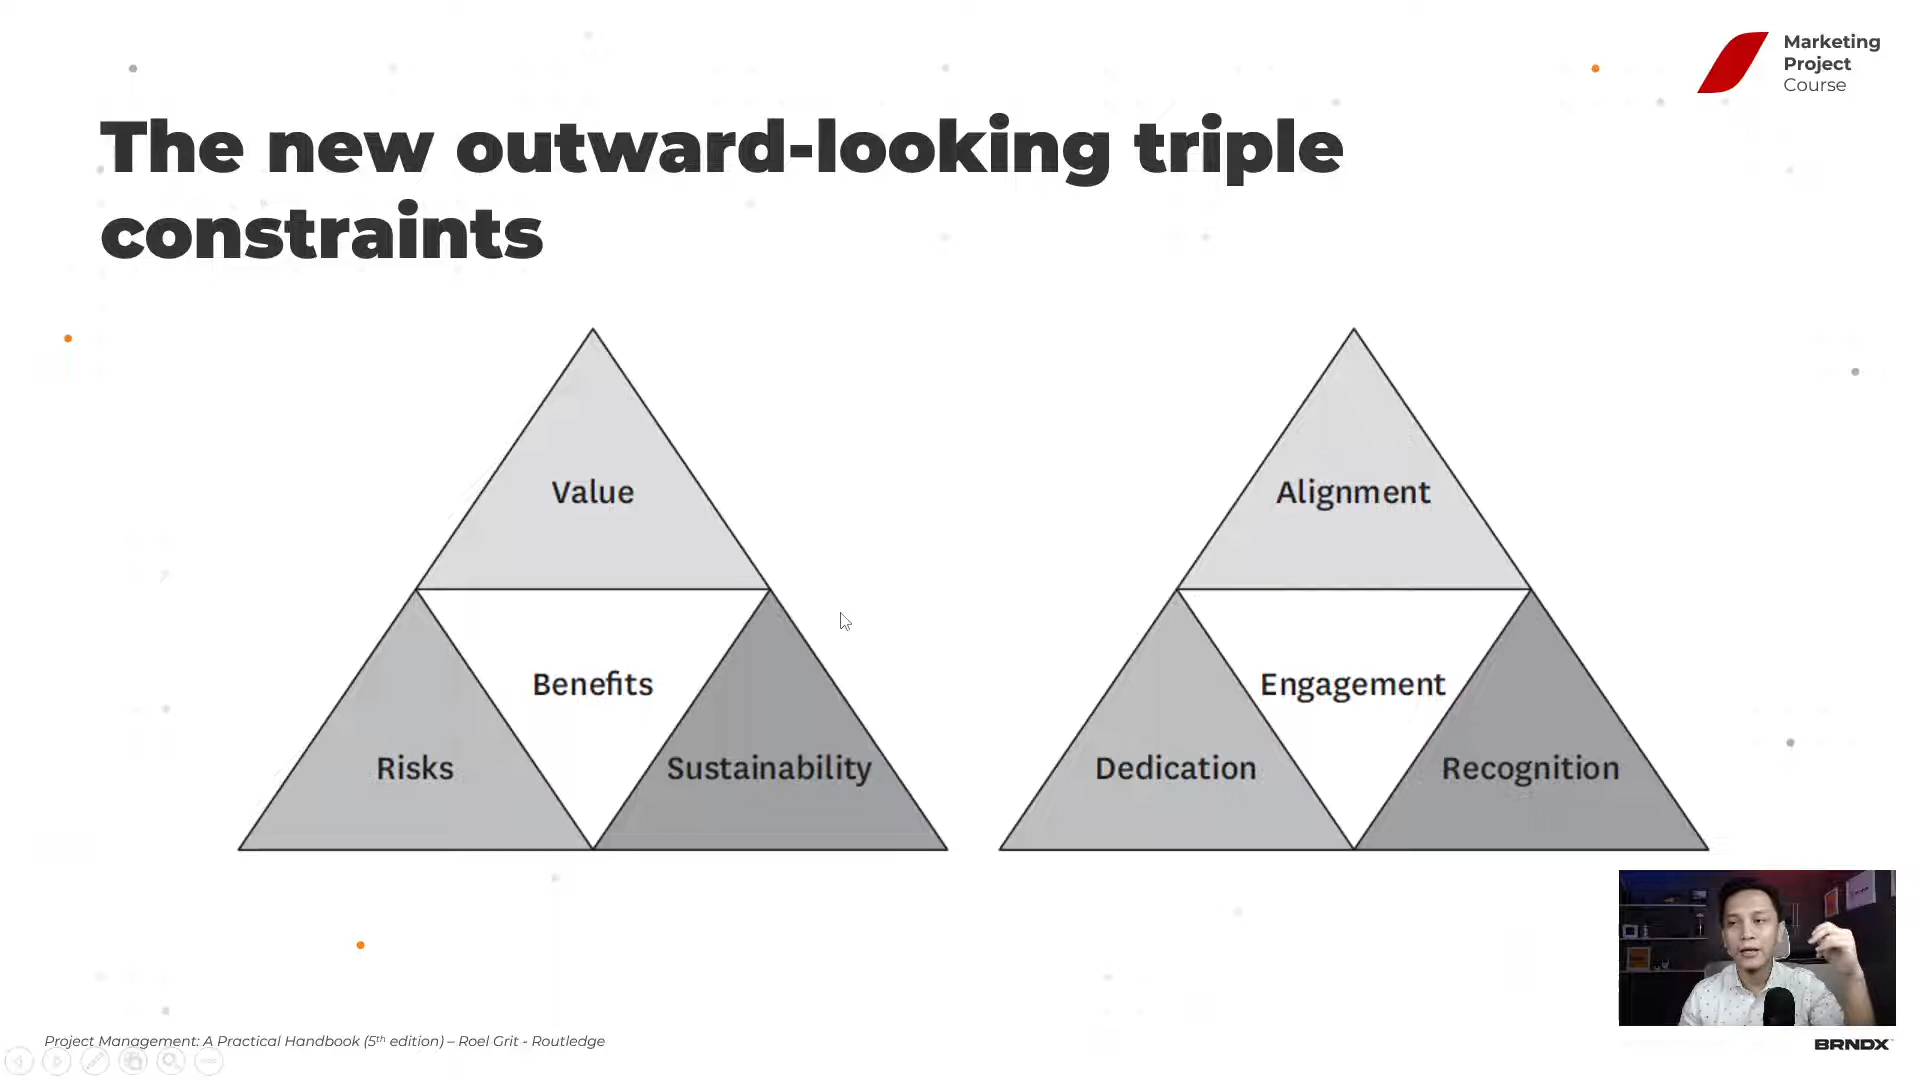 Marketing
Project
Course
The new outward-looking triple
constraints
Value
Benefits
Risks
Sustainability
Alignment
Engagement
Dedication
Recognition
Project Management: A Practical Handbook (5th edition) – Roel Grit - Routledge
BRNDX